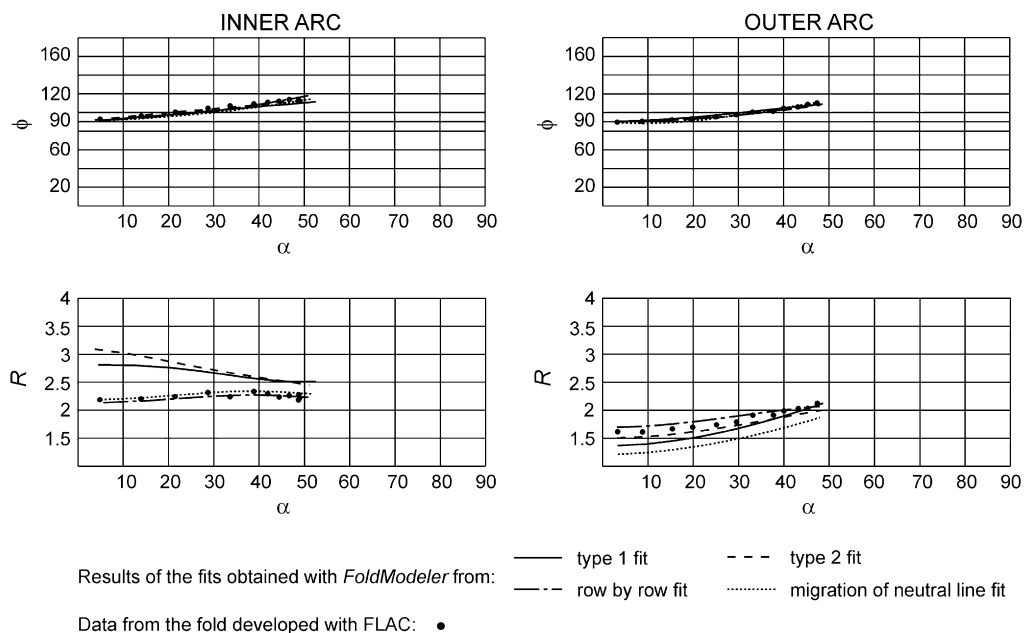 INNER ARC
OUTER ARC
160
120
90
60
20
ϕ
10 20 30 40 50 60 70 80 90
α
160
120
90
60
20
ϕ
10 20 30 40 50 60 70 80 90
α
4
3.5
3
2.5
2
1.5
R
10 20 30 40 50 60 70 80 90
α
4
3.5
3
2.5
2
1.5
R
10 20 30 40 50 60 70 80 90
α
Results of the fits obtained with FoldModeler from:
type 1 fit
type 2 fit
row by row fit
migration of neutral line fit
Data from the fold developed with FLAC: